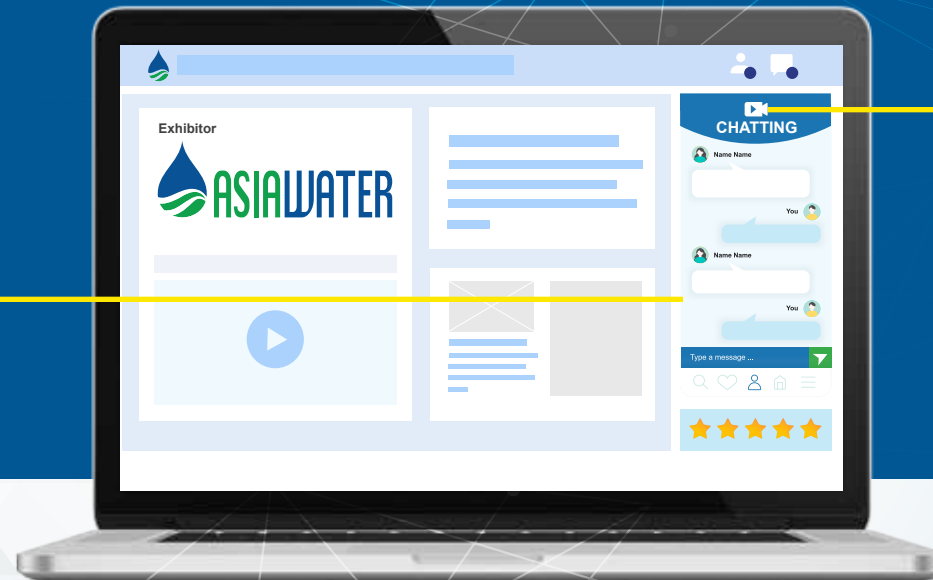 Exhibitor
ASIAWATER
CHATTING
Name Name
You
Name Name
You
Type a message ...